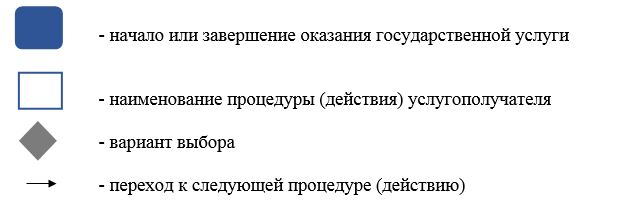 - начало или завершение оказания государственной услуги
- наименование процедуры (действия) услугополучателя
- вариант выбора
- переход к следующей процедуре (действию)